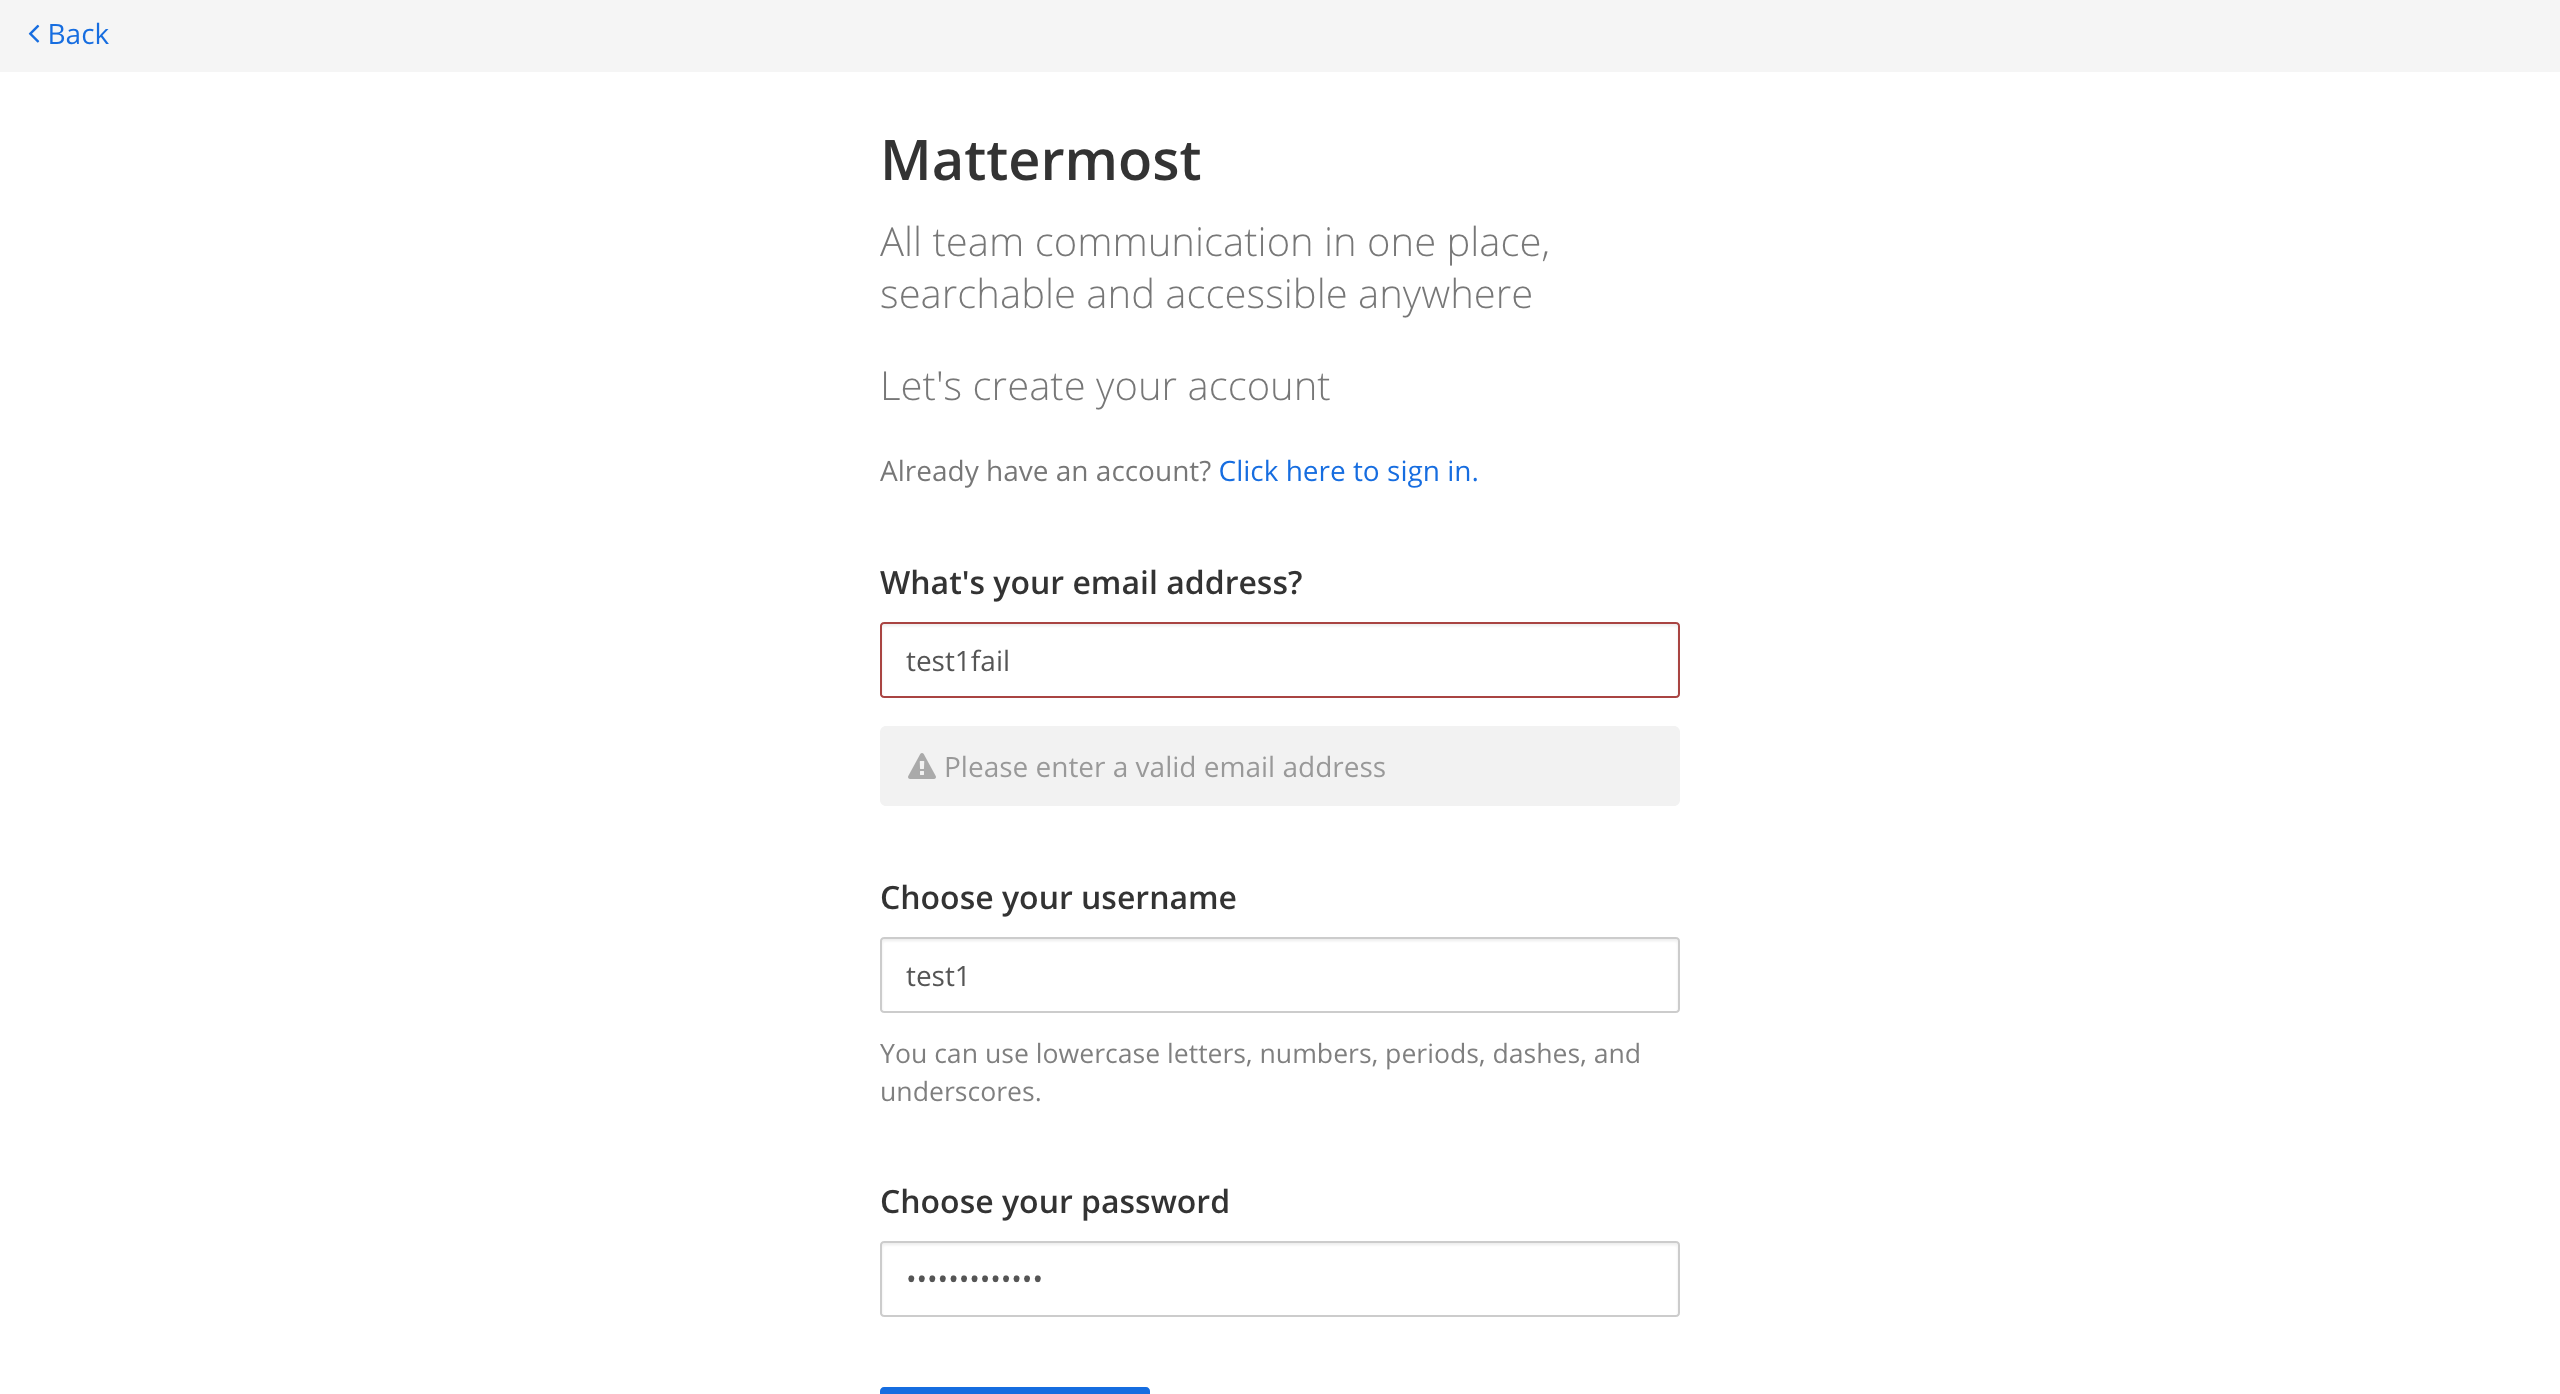 Back
Mattermost
All team communication in one place,
searchable and accessible anywhere
Let's create your account
Already have an account? Click here to sign in.
What's your email address?
test1fail
Please enter a valid email address
Choose your username
test1
You can use lowercase letters, numbers, periods, dashes, and
underscores.
Choose your password
•••••••••••••